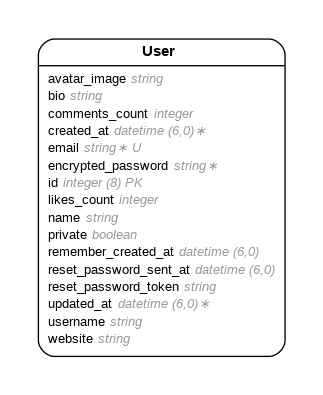 User
avatar_image string
bio string
comments_count integer
created_at datetime (6,0)∗
email string∗ U
encrypted_password string∗
id integer (8) PK
likes_count integer
name string
private boolean
remember_created_at datetime (6,0)
reset_password_sent_at datetime (6,0)
reset_password_token string
updated_at datetime (6,0)∗
username string
website string